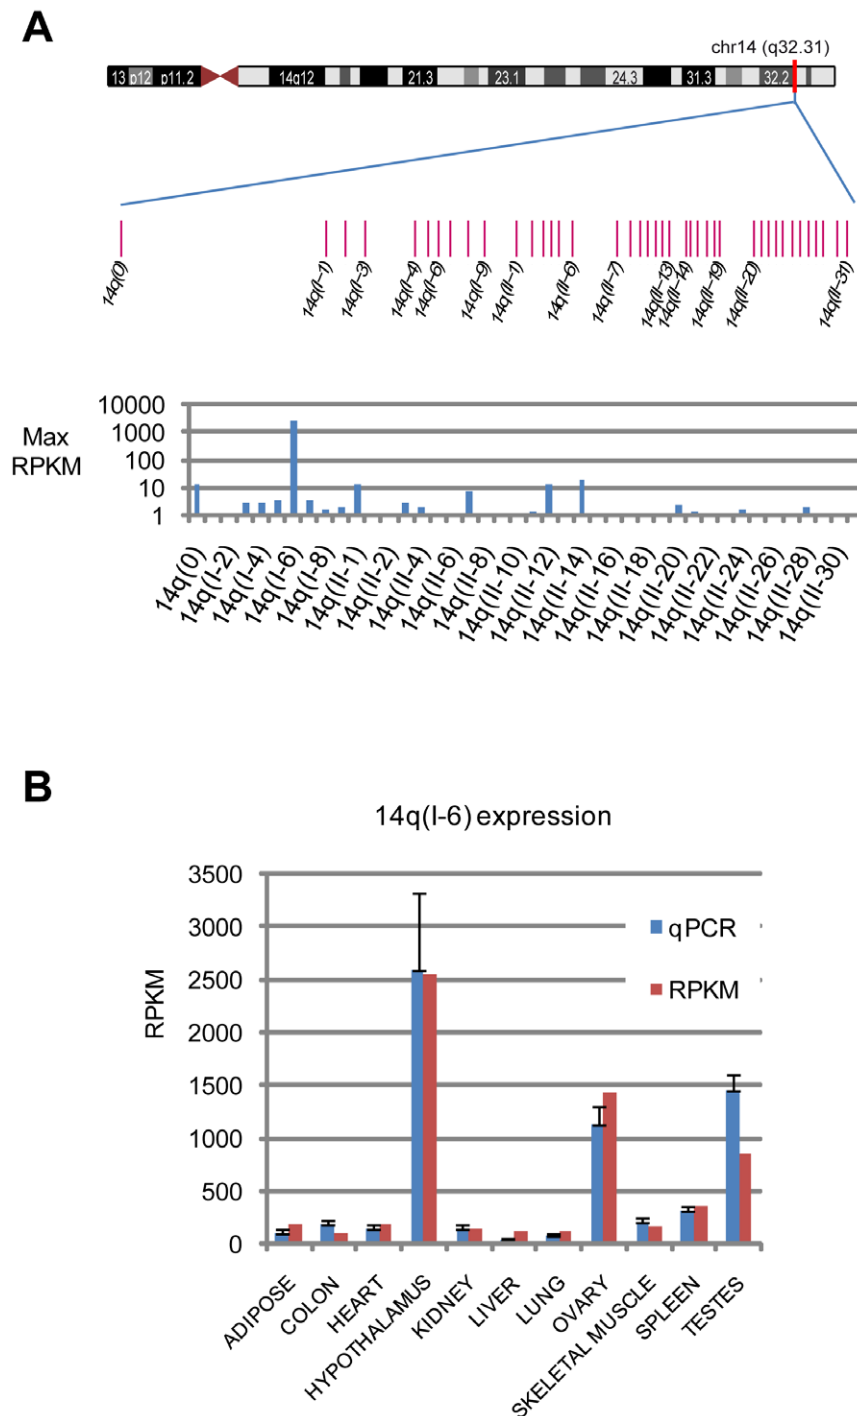 A
chr14 (q32.31)
13 p12 p11.2 14q12 21.3 23.1 24.3 31.3 32.2
14q(0) 14q(I-1) 14q(I-3) 14q(I-4) 14q(I-6) 14q(I-9) 14q(II-1) 14q(II-6) 14q(II-7) 14q(II-13) 14q(II-14) 14q(II-19) 14q(II-20) 14q(II-31)
Max
RPKM
10000
1000
100
10
1
14q(0) 14q(I-2) 14q(I-4) 14q(I-6) 14q(I-8) 14q(II-1) 14q(II-2) 14q(II-4) 14q(II-6) 14q(II-8) 14q(II-10) 14q(II-12) 14q(II-14) 14q(II-16) 14q(II-18) 14q(II-20) 14q(II-22) 14q(II-24) 14q(II-26) 14q(II-28) 14q(II-30)
B
14q(I-6) expression
RPKM
3500
3000
2500
2000
1500
1000
500
0
qPCR
RPKM
ADIPOSE COLON HEART HYPOTHALAMUS KIDNEY LIVER LUNG OVARY SKELETAL MUSCLE SPLEEN TESTES